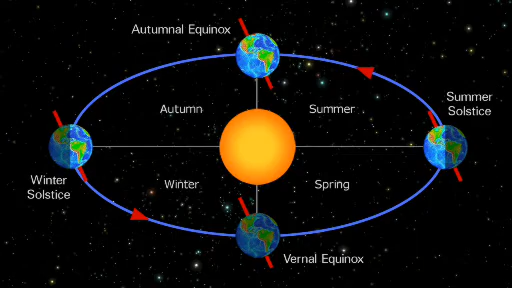 Autumnal Equinox
Autumn
Summer
Summer
Solstice
Winter
Solstice
Winter
Spring
Vernal Equinox